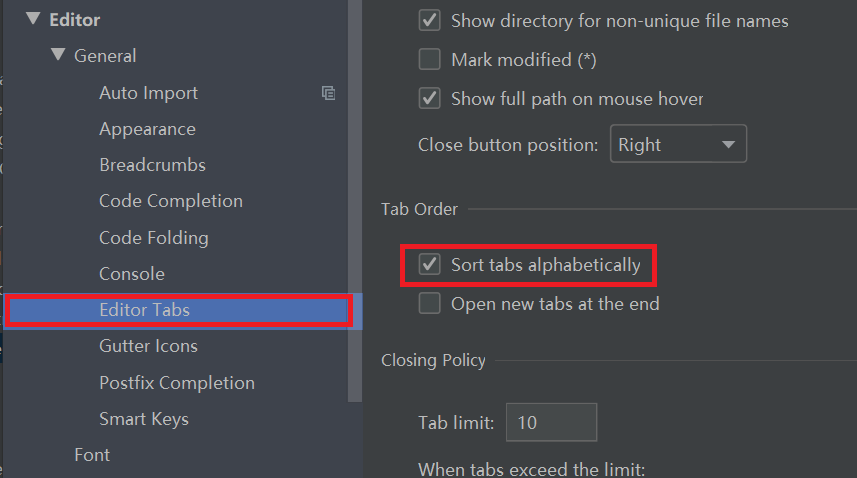 Editor
General
Auto Import
Appearance
Breadcrumbs
Code Completion
Code Folding
Console
Editor Tabs
Gutter Icons
Postfix Completion
Smart Keys
Font
Show directory for non-unique file names
Mark modified (*)
Show full path on mouse hover
Close button position: Right
Tab Order
Sort tabs alphabetically
Open new tabs at the end
Closing Policy
Tab limit: 10
When tabs exceed the limit: